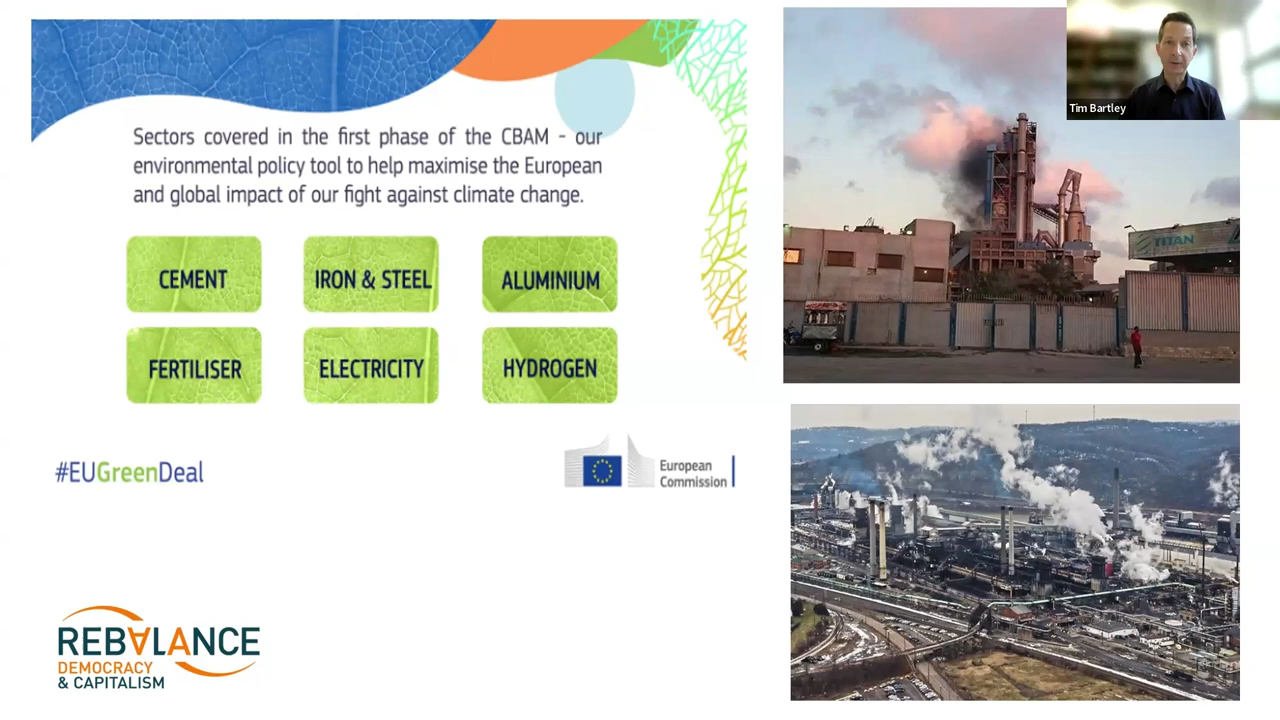 Sectors covered in the first phase of the CBAM - our
environmental policy tool to help maximise the European
and global impact of our fight against climate change.
CEMENT
IRON & STEEL
ALUMINIUM
FERTILISER
ELECTRICITY
HYDROGEN
#EUGreenDeal
European
Commission
REBALANCE
DEMOCRACY
& CAPITALISM
TITAN
Tim Bartley